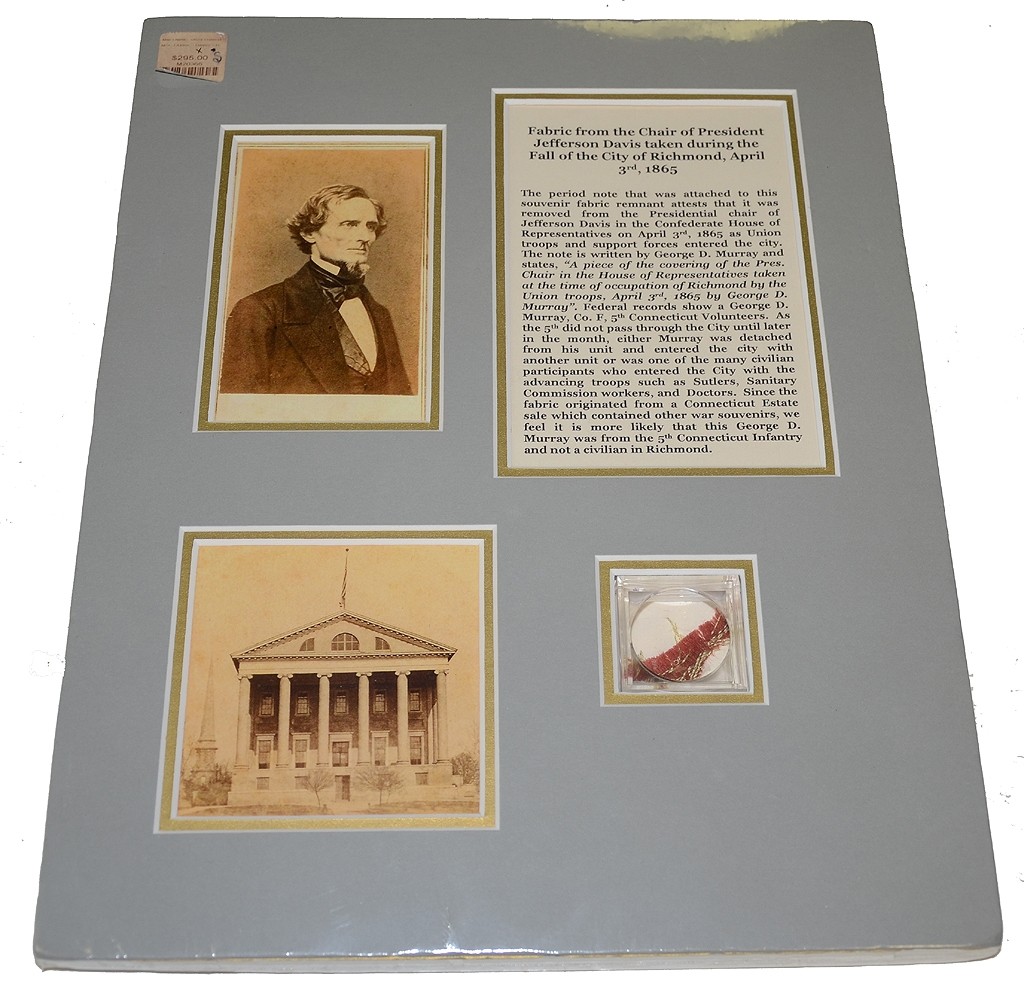 $295.00
Fabric from the Chair of President
Jefferson Davis taken during the
Fall of the City of Richmond, April
3rd, 1865
The period note that was attached to this
souvenir fabric remnant attests that it was
removed from the Presidential chair of
Jefferson Davis in the Confederate House of
Representatives on April 3rd, 1865 as Union
troops and support forces entered the city.
The note is written by George D. Murray and
states, “A piece of the covering of the Pres.
Chair in the House of Representatives taken
at the time of occupation of Richmond by the
Union troops, April 3rd, 1865 by George D.
Murray”. Federal records show a George D.
Murray, Co. F, 5th Connecticut Volunteers. As
the 5th did not pass through the City until later
in the month, either Murray was detached
from his unit and entered the city with
another unit or was one of the many civilian
participants who entered the City with the
advancing troops such as Sutlers, Sanitary
Commission workers, and Doctors. Since the
fabric originated from a Connecticut Estate
sale which contained other war souvenirs, we
feel it is more likely that this George D.
Murray was from the 5th Connecticut Infantry
and not a civilian in Richmond.